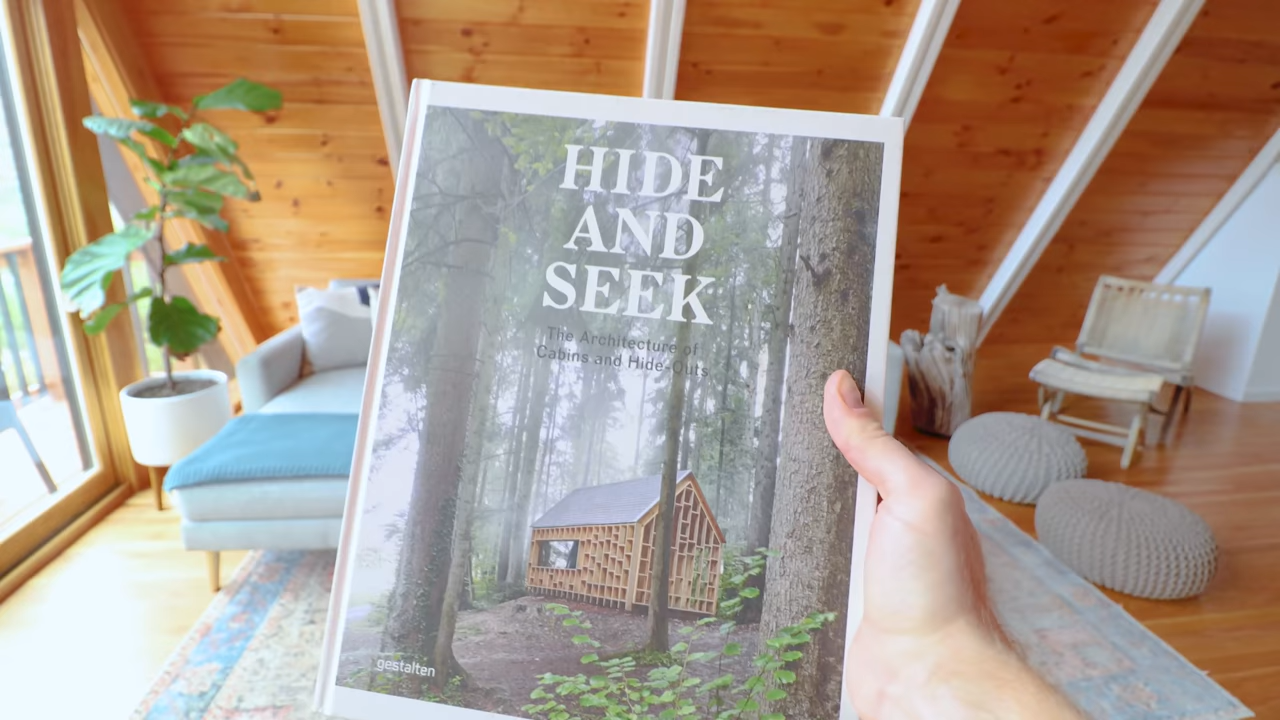 HIDE
AND
SEEK
The Architecture of
Cabins and Hide-Outs
gestalten